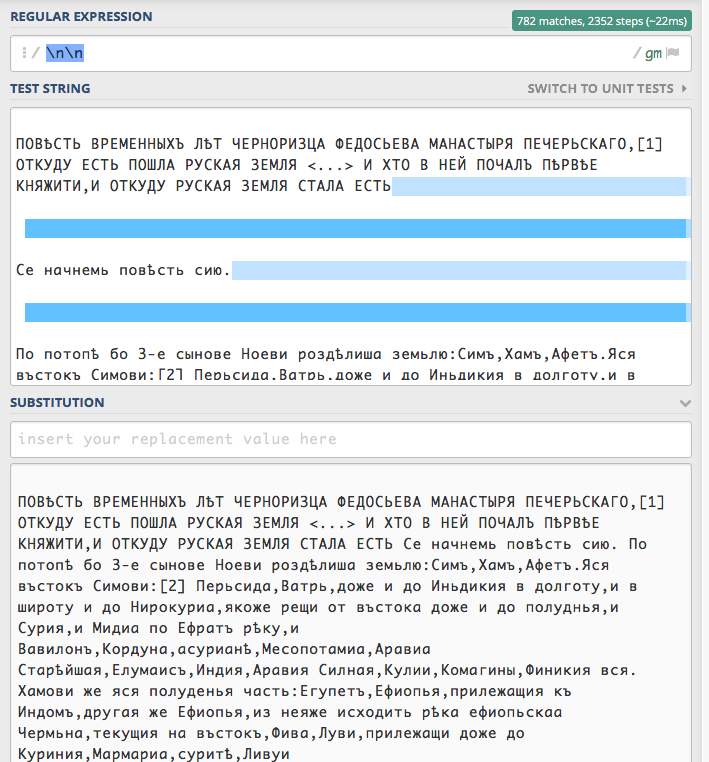 REGULAR EXPRESSION
782 matches, 2352 steps (~22ms)
/ \n\n / gm
TEST STRING
SWITCH TO UNIT TESTS
ПОВѢСТЬ ВРЕМЕННЫХЪ ЛѢТ ЧЕРНОРИЗЦА ФЕДОСЬЕВА МАНАСТЫРЯ ПЕЧЕРЬСКАГО,[1]
ОТКУДУ ЕСТЬ ПОШЛА РУСКАЯ ЗЕМЛЯ <...> И ХТО В НЕЙ ПОЧАЛЪ ПѢРВѢЕ
КНЯЖИТИ,И ОТКУДУ РУСКАЯ ЗЕМЛЯ СТАЛА ЕСТЬ
Се начнемь повѣсть сию.
По потопѣ бо 3-е сынове Ноеви роздѣлиша земьлю:Симъ,Хамъ,Афетъ.Яся
въстокъ Симови:[2] Перьсида,Ватрь,доже и до Иньдикия в долготу,и в
SUBSTITUTION
insert your replacement value here
ПОВѢСТЬ ВРЕМЕННЫХЪ ЛѢТ ЧЕРНОРИЗЦА ФЕДОСЬЕВА МАНАСТЫРЯ ПЕЧЕРЬСКАГО,[1]
ОТКУДУ ЕСТЬ ПОШЛА РУСКАЯ ЗЕМЛЯ <...> И ХТО В НЕЙ ПОЧАЛЪ ПѢРВѢЕ
КНЯЖИТИ,И ОТКУДУ РУСКАЯ ЗЕМЛЯ СТАЛА ЕСТЬ Се начнемь повѣсть сию. По
потопѣ бо 3-е сынове Ноеви роздѣлиша земьлю:Симъ,Хамъ,Афетъ.Яся
въстокъ Симови:[2] Перьсида,Ватрь,доже и до Иньдикия в долготу,и в
широту и до Нирокуриа,якоже рещи от въстока доже и до полуднья,и
Сурия,и Мидиа по Ефратъ рѣку,и
Вавилонъ,Кордуна,асурианѣ,Месопотамиа,Аравиа
Старѣйшая,Елумаисъ,Индия,Аравия Силная,Кулии,Комагины,Финикия вся.
Хамови же яся полуденья часть:Егупетъ,Ефиопья,прилежащия къ
Индомъ,другая же Ефиопья,из неяже исходить рѣка ефиопьскаа
Чермьна,текущия на въстокъ,Фива,Луви,прилежащи доже до
Куриния,Мармариа,суритѣ,Ливуи